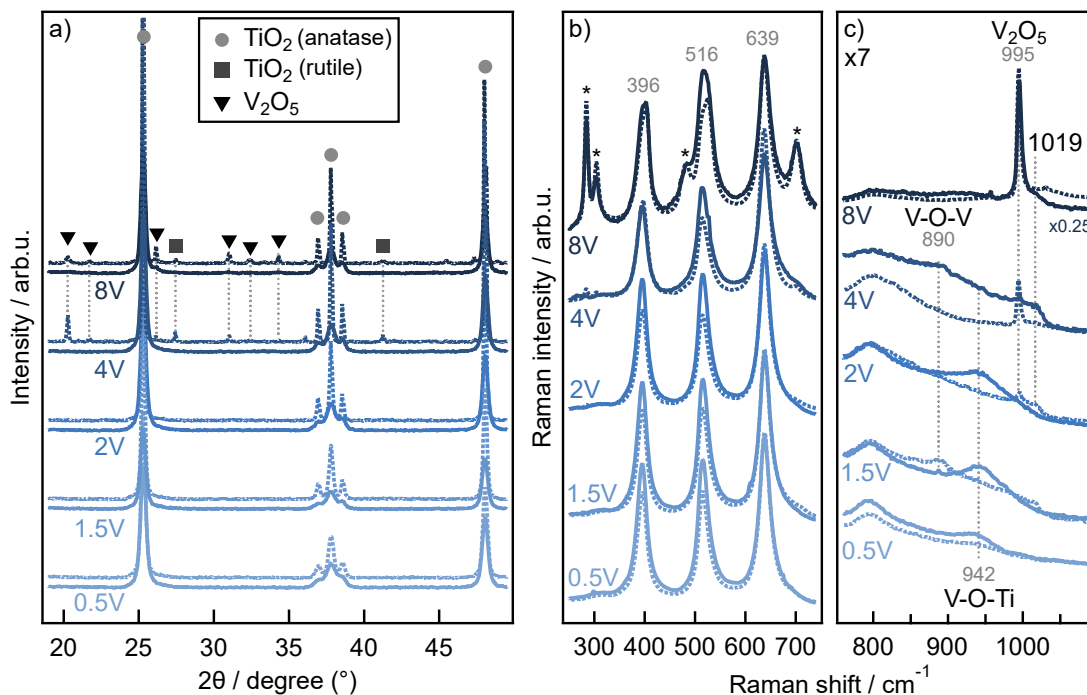 a)
TiO2 (anatase)
TiO2 (rutile)
V2O5
8V
4V
2V
1.5V
0.5V
Intensity / arb.u.
20 25 30 35 40 45
2θ / degree (°)
b)
396
516
639
* * * *
8V
4V
2V
1.5V
0.5V
Raman intensity / arb.u.
300 400 500 600 700
c)
x7
V2O5
995
1019
8V
x0.25
V-O-V
890
4V
2V
1.5V
0.5V
942
V-O-Ti
800 900 1000
Raman shift / cm-1